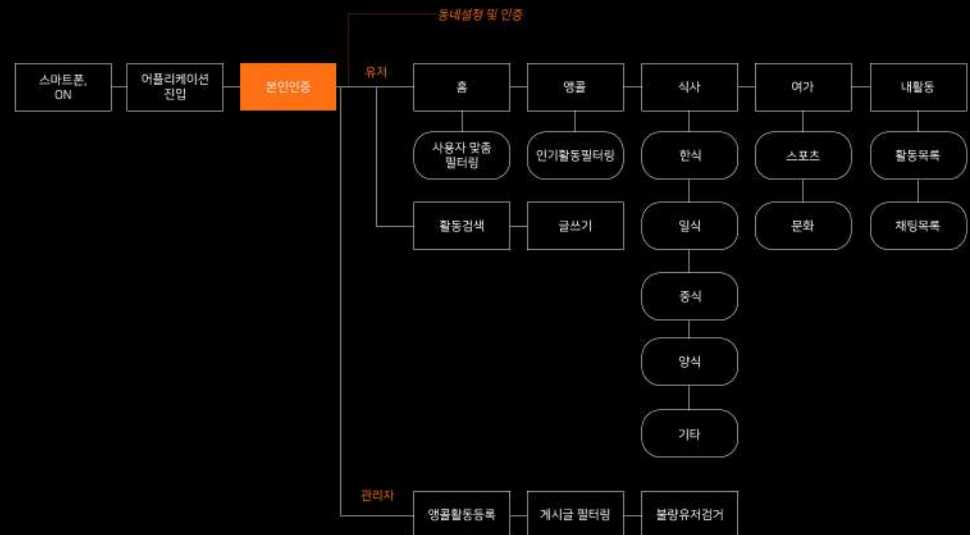 동네설정 및 인증
유저
스마트폰,
ON
어플리케이션
진입
본인인증
홈
앵콜
식사
여가
내활동
사용자 맞춤
필터링
인기활동필터링
한식
스포츠
활동목록
활동검색
글쓰기
일식
문화
채팅목록
중식
양식
기타
관리자
앵콜활동등록
게시글 필터링
불량유저검거